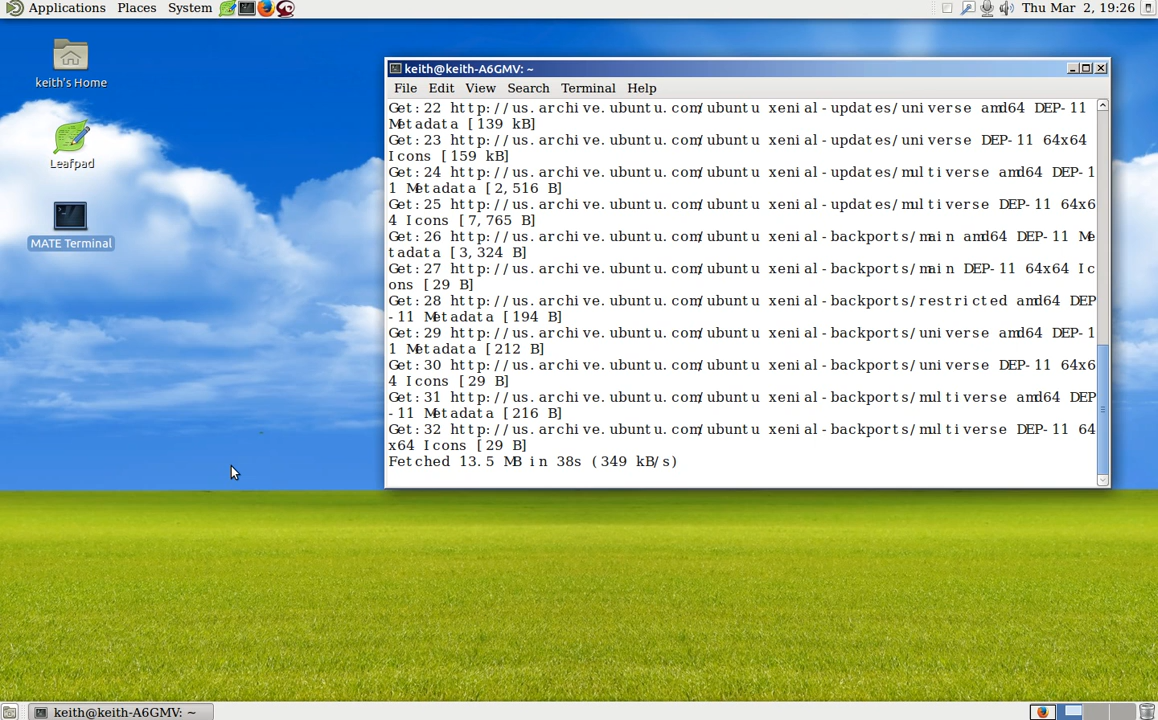 Applications Places System Thu Mar 2, 19:26
keith's Home
Leafpad
MATE Terminal
keith@keith-A6GMV: ~
File Edit View Search Terminal Help
Get:22 http://us.archive.ubuntu.com/ubuntu xenial-updates/universe amd64 DEP-11
Metadata [139 kB]
Get:23 http://us.archive.ubuntu.com/ubuntu xenial-updates/universe DEP-11 64x64
Icons [159 kB]
Get:24 http://us.archive.ubuntu.com/ubuntu xenial-updates/multiverse amd64 DEP-1
1 Metadata [2,516 B]
Get:25 http://us.archive.ubuntu.com/ubuntu xenial-updates/multiverse DEP-11 64x6
4 Icons [7,765 B]
Get:26 http://us.archive.ubuntu.com/ubuntu xenial-backports/main amd64 DEP-11 Me
tadata [3,324 B]
Get:27 http://us.archive.ubuntu.com/ubuntu xenial-backports/main DEP-11 64x64 Ic
ons [29 B]
Get:28 http://us.archive.ubuntu.com/ubuntu xenial-backports/restricted amd64 DEP
-11 Metadata [194 B]
Get:29 http://us.archive.ubuntu.com/ubuntu xenial-backports/universe amd64 DEP-1
1 Metadata [212 B]
Get:30 http://us.archive.ubuntu.com/ubuntu xenial-backports/universe DEP-11 64x6
4 Icons [29 B]
Get:31 http://us.archive.ubuntu.com/ubuntu xenial-backports/multiverse amd64 DEP
-11 Metadata [216 B]
Get:32 http://us.archive.ubuntu.com/ubuntu xenial-backports/multiverse DEP-11 64
x64 Icons [29 B]
Fetched 13.5 MB in 38s (349 kB/s)
keith@keith-A6GMV: ~